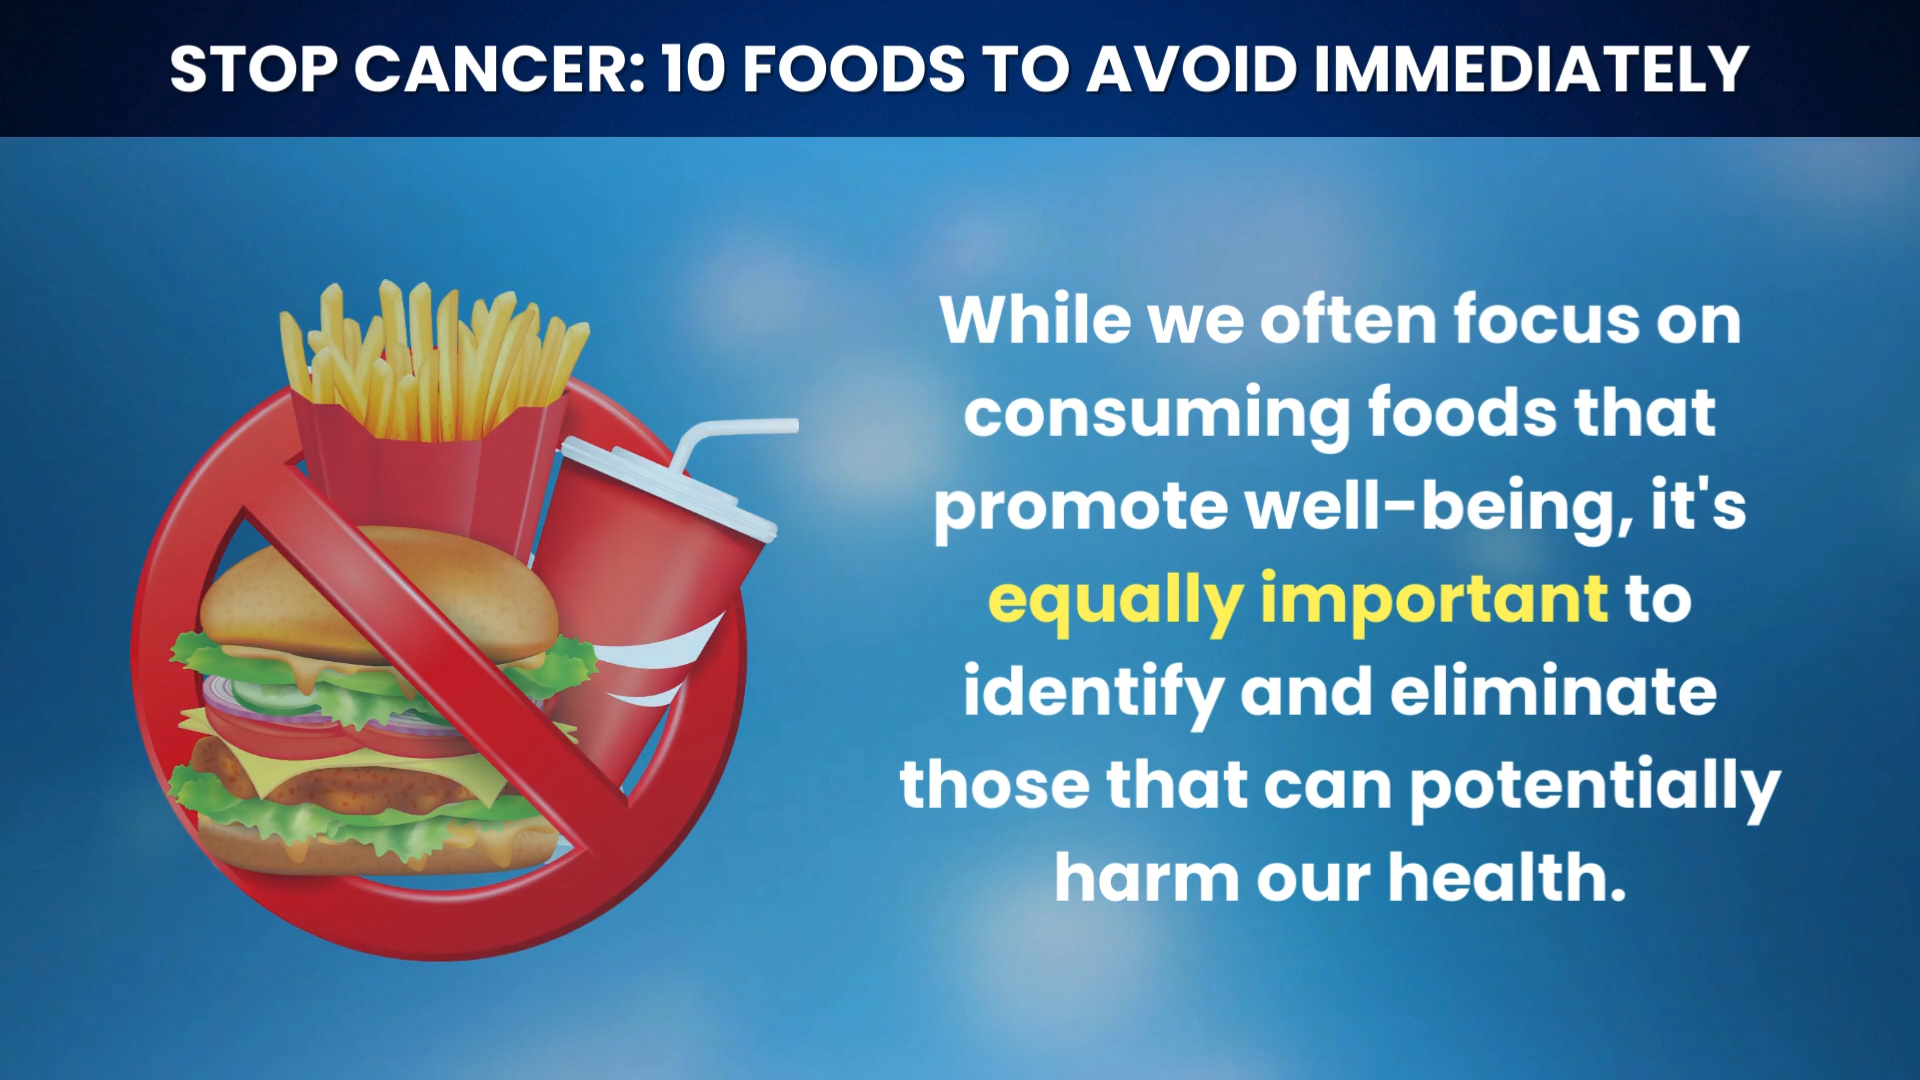 STOP CANCER: 10 FOODS TO AVOID IMMEDIATELY
While we often focus on
consuming foods that
promote well-being, it's
equally important to
identify and eliminate
those that can potentially
harm our health.